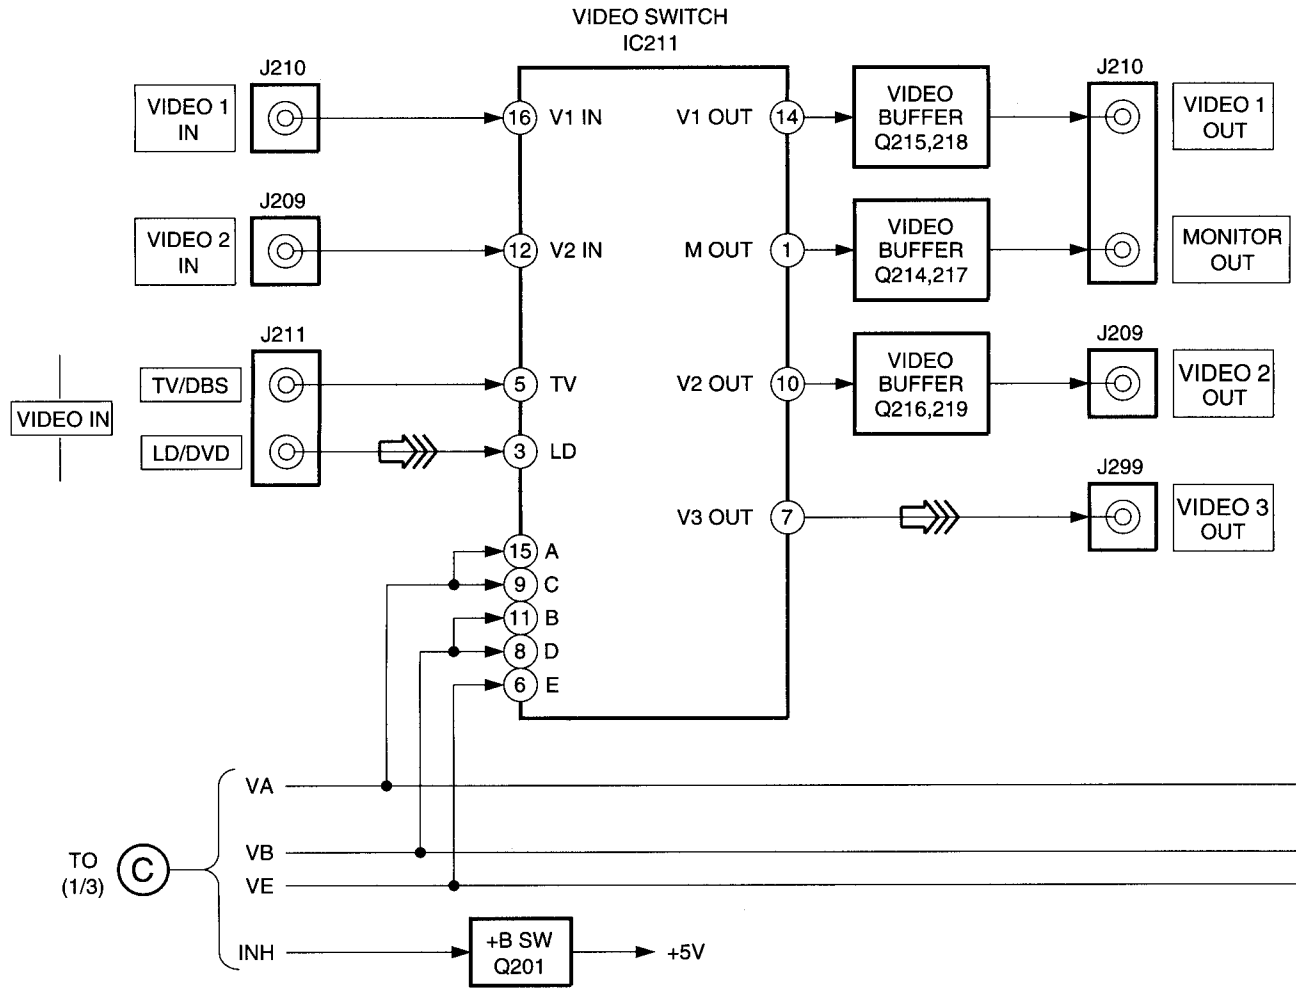 VIDEO SWITCH
IC211
J210
VIDEO 1
IN
16
V1 IN
V1 OUT
14
VIDEO
BUFFER
Q215,218
J210
VIDEO 1
OUT
J209
VIDEO 2
IN
12
V2 IN
M OUT
1
VIDEO
BUFFER
Q214,217
MONITOR
OUT
J211
TV/DBS
5
TV
V2 OUT
10
VIDEO
BUFFER
Q216,219
J209
VIDEO 2
OUT
VIDEO IN
LD/DVD
3
LD
V3 OUT
7
J299
VIDEO 3
OUT
15
A
9
C
11
B
8
D
6
E
VA
VB
VE
INH
TO
(1/3)
C
+B SW
Q201
+5V